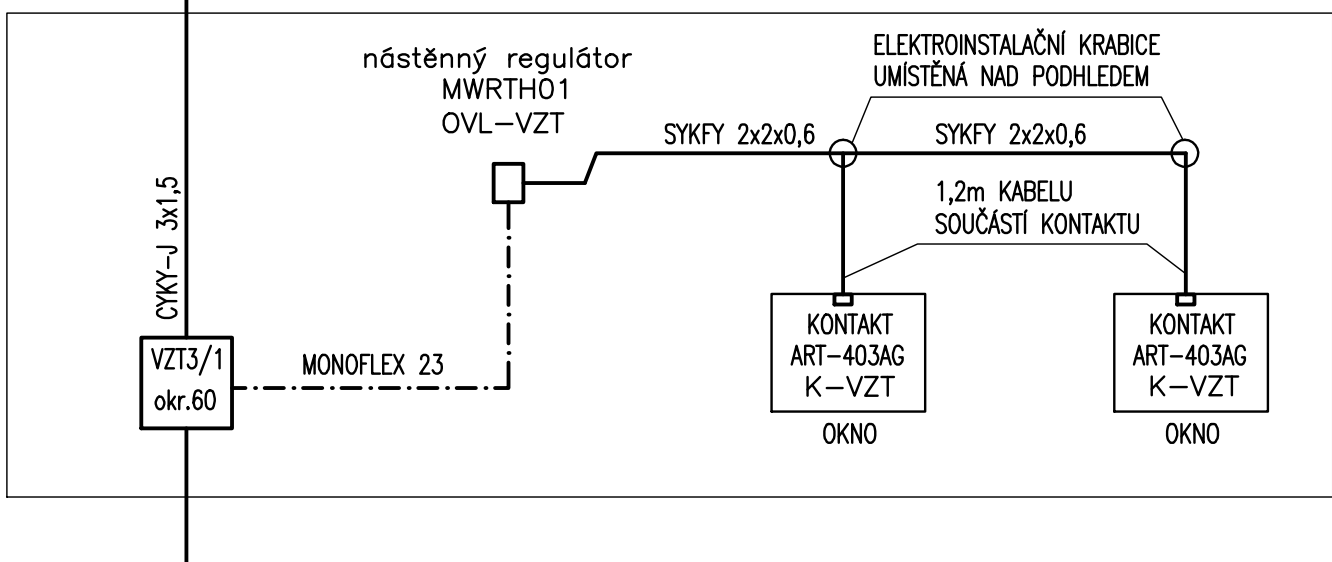 nástěnný regulátor
MWRTH01
OVL-VZT
ELEKTROINSTALAČNÍ KRABICE
UMÍSTĚNÁ NAD PODHLEDEM
SYKFY 2x2x0,6
SYKFY 2x2x0,6
CYKY-J 3x1,5
1,2m KABELU
SOUČÁSTÍ KONTAKTU
VZT3/1
okr.60
MONOFLEX 23
KONTAKT
ART-403AG
K-VZT
OKNO
KONTAKT
ART-403AG
K-VZT
OKNO